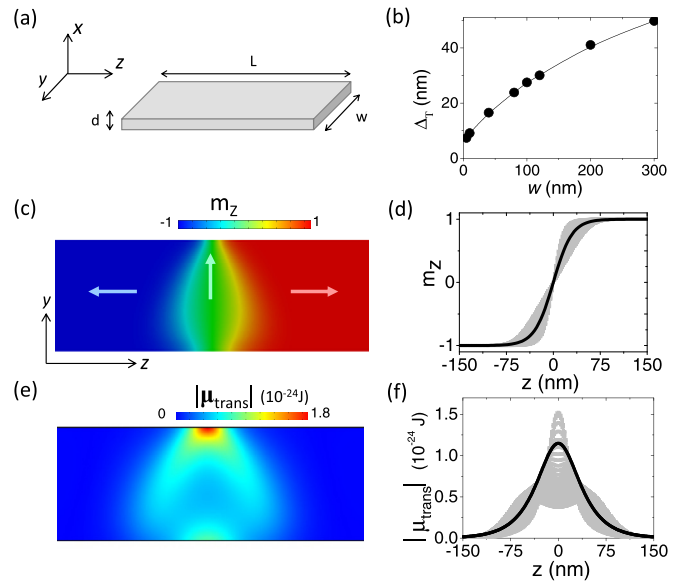 (a)
x
y
z
L
d
w
(b)
Δ_T (nm)
40
20
0
0
100
200
300
w (nm)
(c)
m_Z
-1
1
y
z
(d)
m_Z
1
0
-1
-150
-75
0
75
150
z (nm)
(e)
|μ_trans| (10⁻²⁴J)
0
1.8
(f)
|μ_trans| (10⁻²⁴ J)
1.5
1.0
0.5
0.0
-150
-75
0
75
150
z (nm)